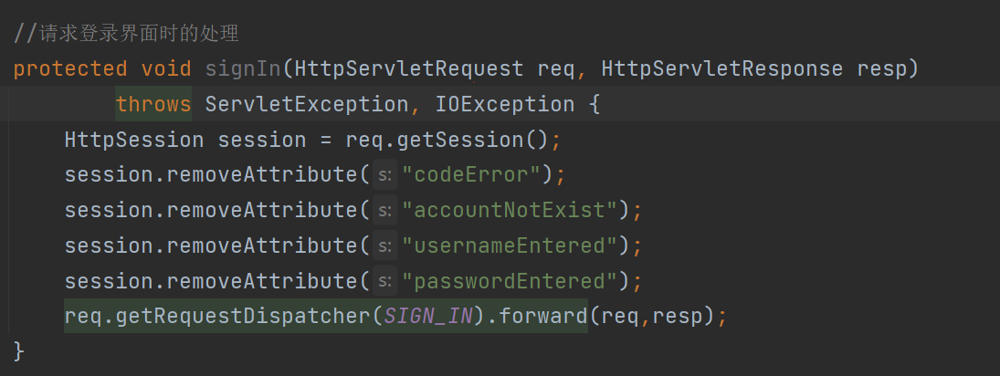 //请求登录界面时的处理
protected void signIn(HttpServletRequest req, HttpServletResponse resp)
throws ServletException, IOException {
HttpSession session = req.getSession();
session.removeAttribute( s: "codeError");
session.removeAttribute( s: "accountNotExist");
session.removeAttribute( s: "usernameEntered");
session.removeAttribute( s: "passwordEntered");
req.getRequestDispatcher(SIGN_IN).forward(req,resp);
}